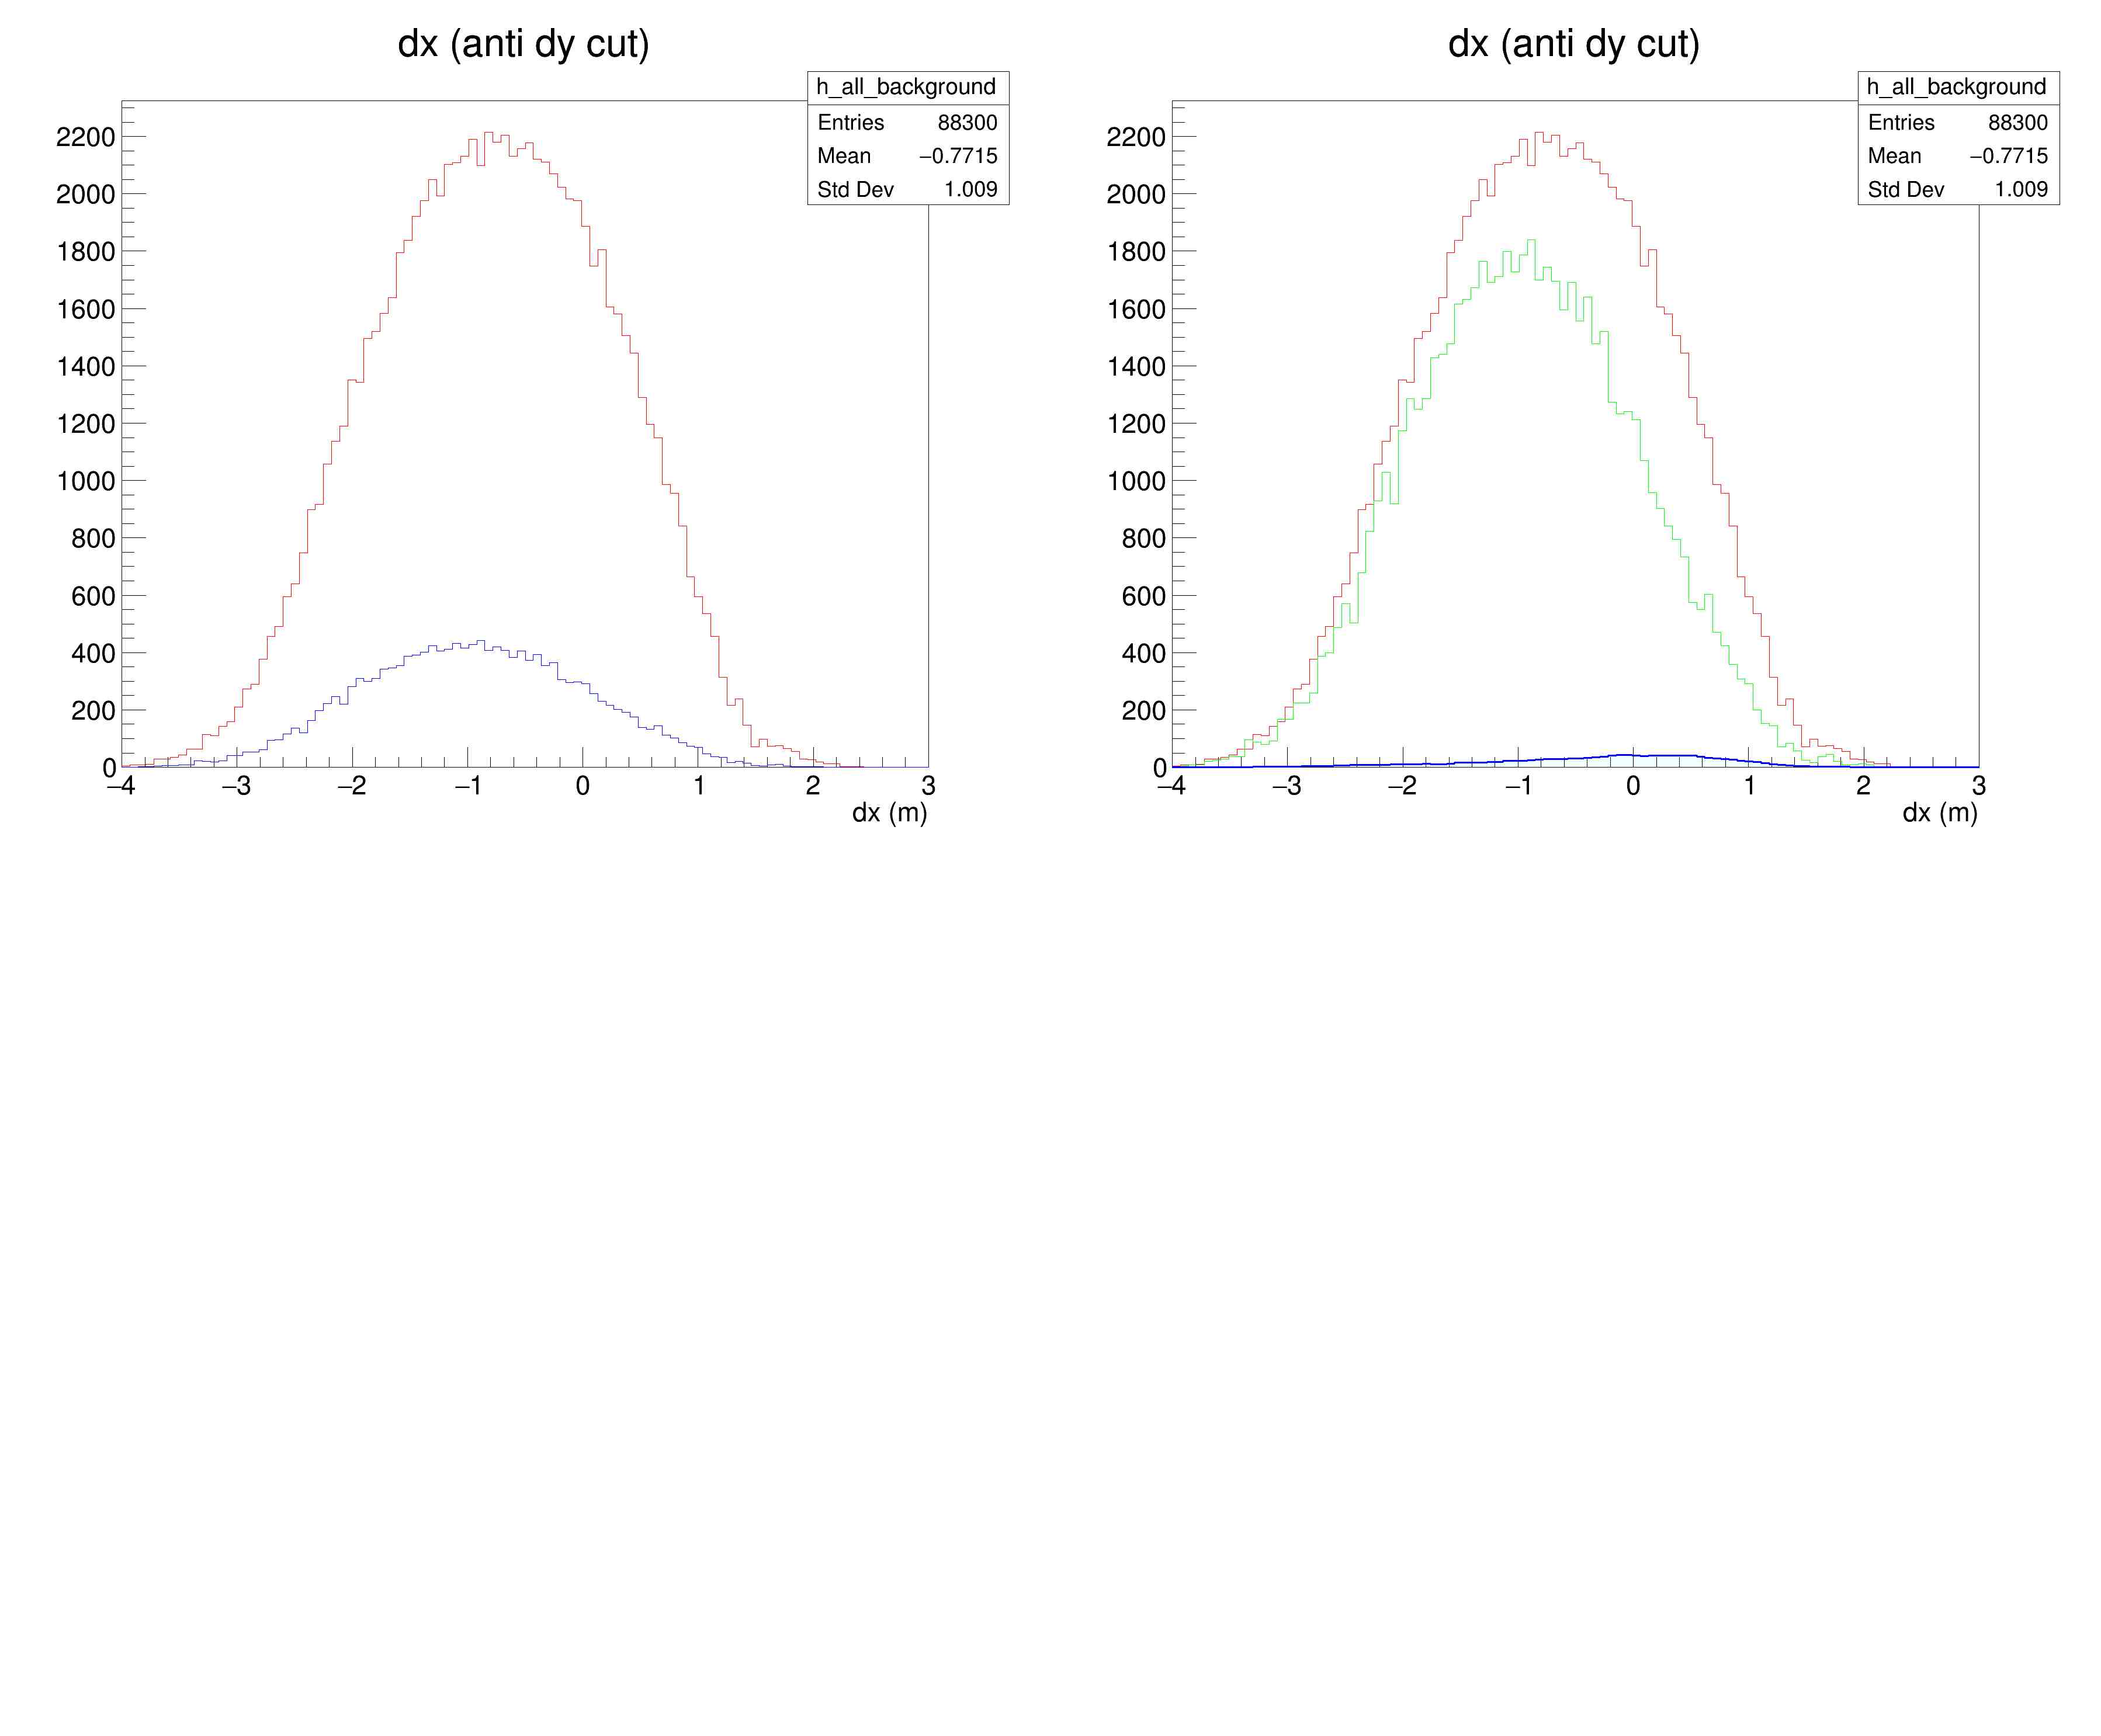 dx (anti dy cut)
h_all_background
Entries 88300
Mean −0.7715
Std Dev 1.009
2200
2000
1800
1600
1400
1200
1000
800
600
400
200
0
−4 −3 −2 −1 0 1 2 3
dx (m)
dx (anti dy cut)
h_all_background
Entries 88300
Mean −0.7715
Std Dev 1.009
2200
2000
1800
1600
1400
1200
1000
800
600
400
200
0
−4 −3 −2 −1 0 1 2 3
dx (m)